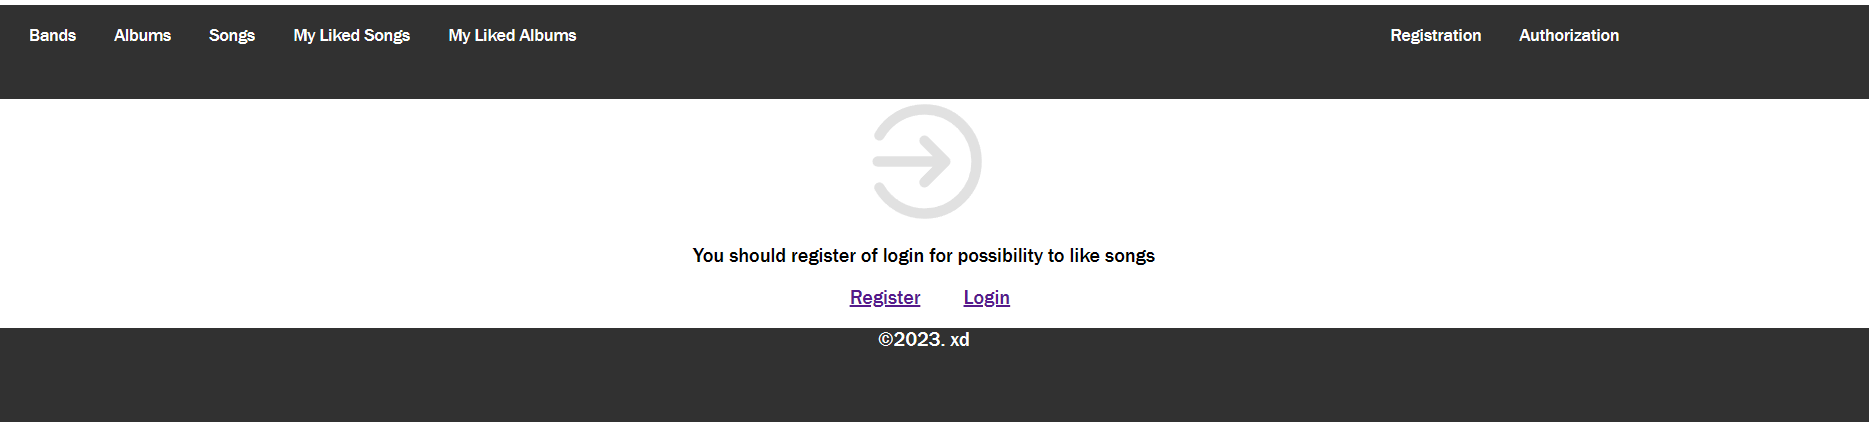 Bands Albums Songs My Liked Songs My Liked Albums Registration Authorization
You should register of login for possibility to like songs
Register Login
©2023. xd